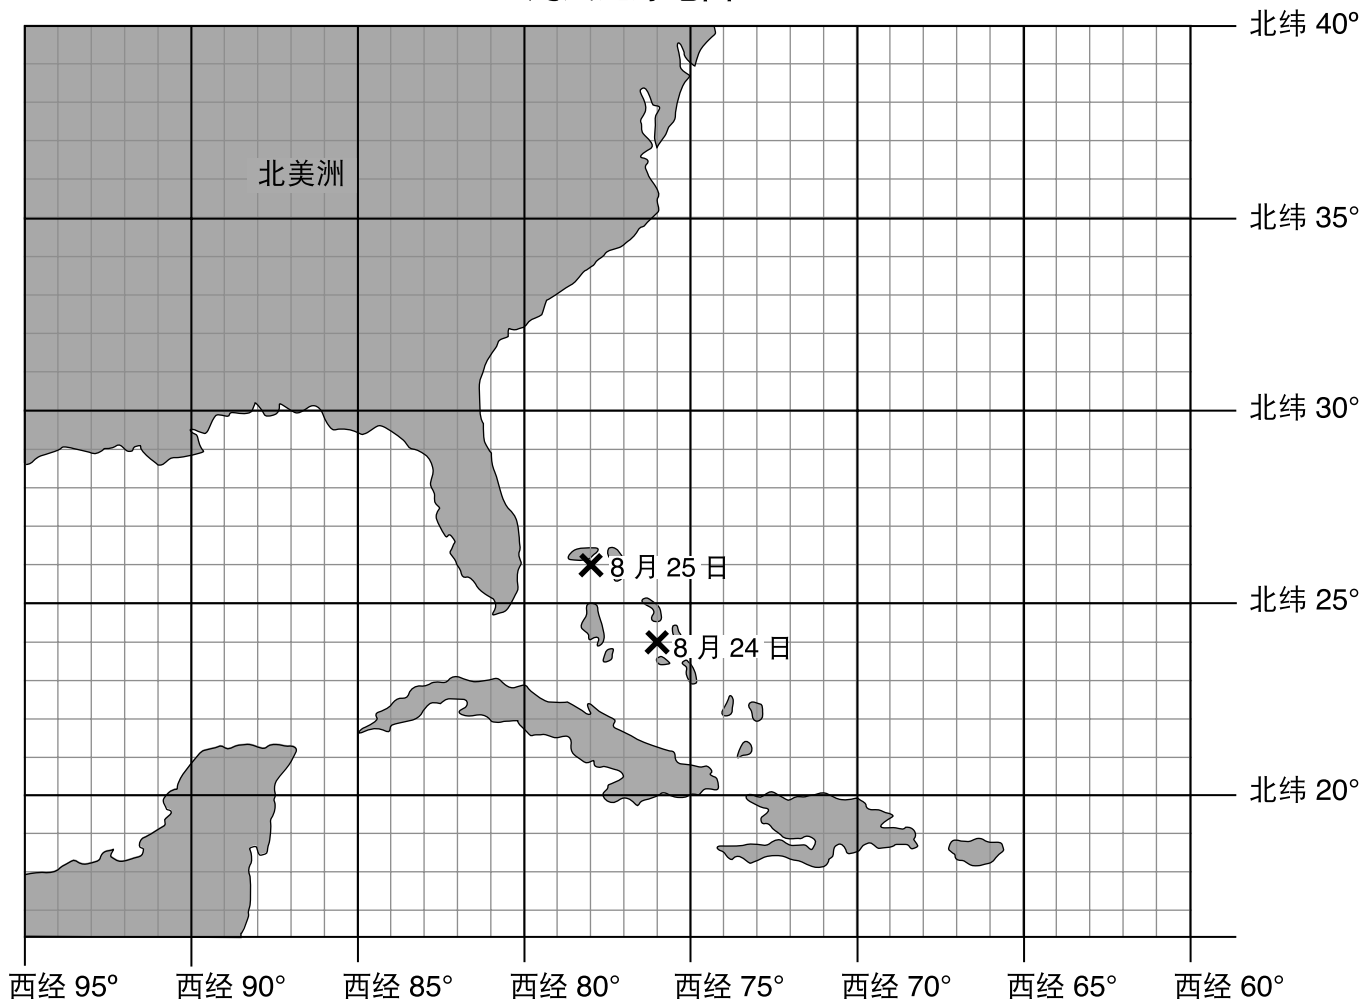 北纬 40°
北美洲
北纬 35°
北纬 30°
8 月 25 日
北纬 25°
8 月 24 日
北纬 20°
西经 95° 西经 90° 西经 85° 西经 80° 西经 75° 西经 70° 西经 65° 西经 60°